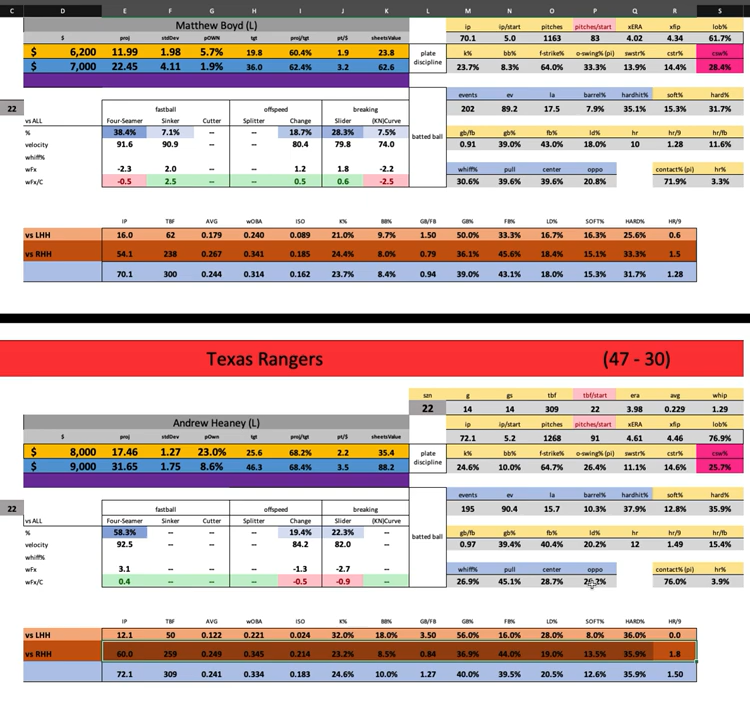 C D E F G H I J K L M N O P Q R S
Matthew Boyd (L) ip ip/start pitches pitches/start xERA xfip lob%
$ proj stdDev pOWN tgt proj/tgt pt/$ sheetsValue 70.1 5.0 1163 83 4.02 4.34 61.7%
$ 6,200 11.99 1.98 5.7% 19.8 60.4% 1.9 23.8 plate discipline k% bb% f-strike% o-swing% (pi) swstr% cstr% csw%
$ 7,000 22.45 4.11 1.9% 36.0 62.4% 3.2 62.6 23.7% 8.3% 64.0% 33.3% 13.9% 14.4% 28.4%
events ev la barrel% hardhit% soft% hard%
22 fastball offspeed breaking 202 89.2 17.5 7.9% 35.1% 15.3% 31.7%
vs ALL Four-Seamer Sinker Cutter Splitter Change Slider (KN)Curve
% 38.4% 7.1% -- -- 18.7% 28.3% 7.5% batted ball gb/fb gb% fb% ld% hr hr/9 hr/fb
velocity 91.6 90.9 -- -- 80.4 79.8 74.0 0.91 39.0% 43.0% 18.0% 10 1.28 11.6%
whiff%
wFx -2.3 2.0 1.2 1.8 -2.2 whiff% pull center oppo contact% (pi) hr%
wFx/C -0.5 2.5 -- -- 0.5 0.6 -2.5 30.6% 39.6% 39.6% 20.8% 71.9% 3.3%
IP TBF AVG wOBA ISO K% BB% GB/FB GB% FB% LD% SOFT% HARD% HR/9
vs LHH 16.0 62 0.179 0.240 0.089 21.0% 9.7% 1.50 50.0% 33.3% 16.7% 16.3% 25.6% 0.6
vs RHH 54.1 238 0.267 0.341 0.185 24.4% 8.0% 0.79 36.1% 45.6% 18.4% 15.1% 33.3% 1.5
70.1 300 0.244 0.314 0.162 23.7% 8.4% 0.94 39.0% 43.1% 18.0% 15.3% 31.7% 1.28
Texas Rangers (47 - 30)
szn g gs tbf tbf/start era avg whip
22 14 14 309 22 3.98 0.229 1.29
Andrew Heaney (L) ip ip/start pitches pitches/start xERA xfip lob%
$ proj stdDev pOwn tgt proj/tgt pt/$ sheetsValue 72.1 5.2 1268 91 4.61 4.46 76.9%
$ 8,000 17.46 1.27 23.0% 25.6 68.2% 2.2 35.4 plate discipline k% bb% f-strike% o-swing% (pi) swstr% cstr% csw%
$ 9,000 31.65 1.75 8.6% 46.3 68.4% 3.5 88.2 24.6% 10.0% 64.7% 26.4% 11.1% 14.6% 25.7%
events ev la barrel% hardhit% soft% hard%
22 fastball offspeed breaking 195 90.4 15.7 10.3% 37.9% 12.8% 35.9%
vs ALL Four-Seamer Sinker Cutter Splitter Change Slider (KN)Curve
% 58.3% -- -- -- 19.4% 22.3% -- batted ball gb/fb gb% fb% ld% hr hr/9 hr/fb
velocity 92.5 -- -- -- 84.2 82.0 -- 0.97 39.4% 40.4% 20.2% 12 1.49 15.4%
whiff%
wFx 3.1 -1.3 -2.7 whiff% pull center oppo contact% (pi) hr%
wFx/C 0.4 -- -- -- -0.5 -0.9 -- 26.9% 45.1% 28.7% 76.0% 3.9%
IP TBF AVG wOBA ISO K% BB% GB/FB GB% FB% LD% SOFT% HARD% HR/9
vs LHH 12.1 50 0.122 0.221 0.024 32.0% 18.0% 3.50 56.0% 16.0% 28.0% 8.0% 36.0% 0.0
vs RHH 60.0 259 0.249 0.345 0.214 23.2% 8.5% 0.84 36.9% 44.0% 19.0% 13.5% 35.9% 1.8
72.1 309 0.241 0.334 0.183 24.6% 10.0% 1.27 40.0% 39.5% 20.5% 12.6% 35.9% 1.50